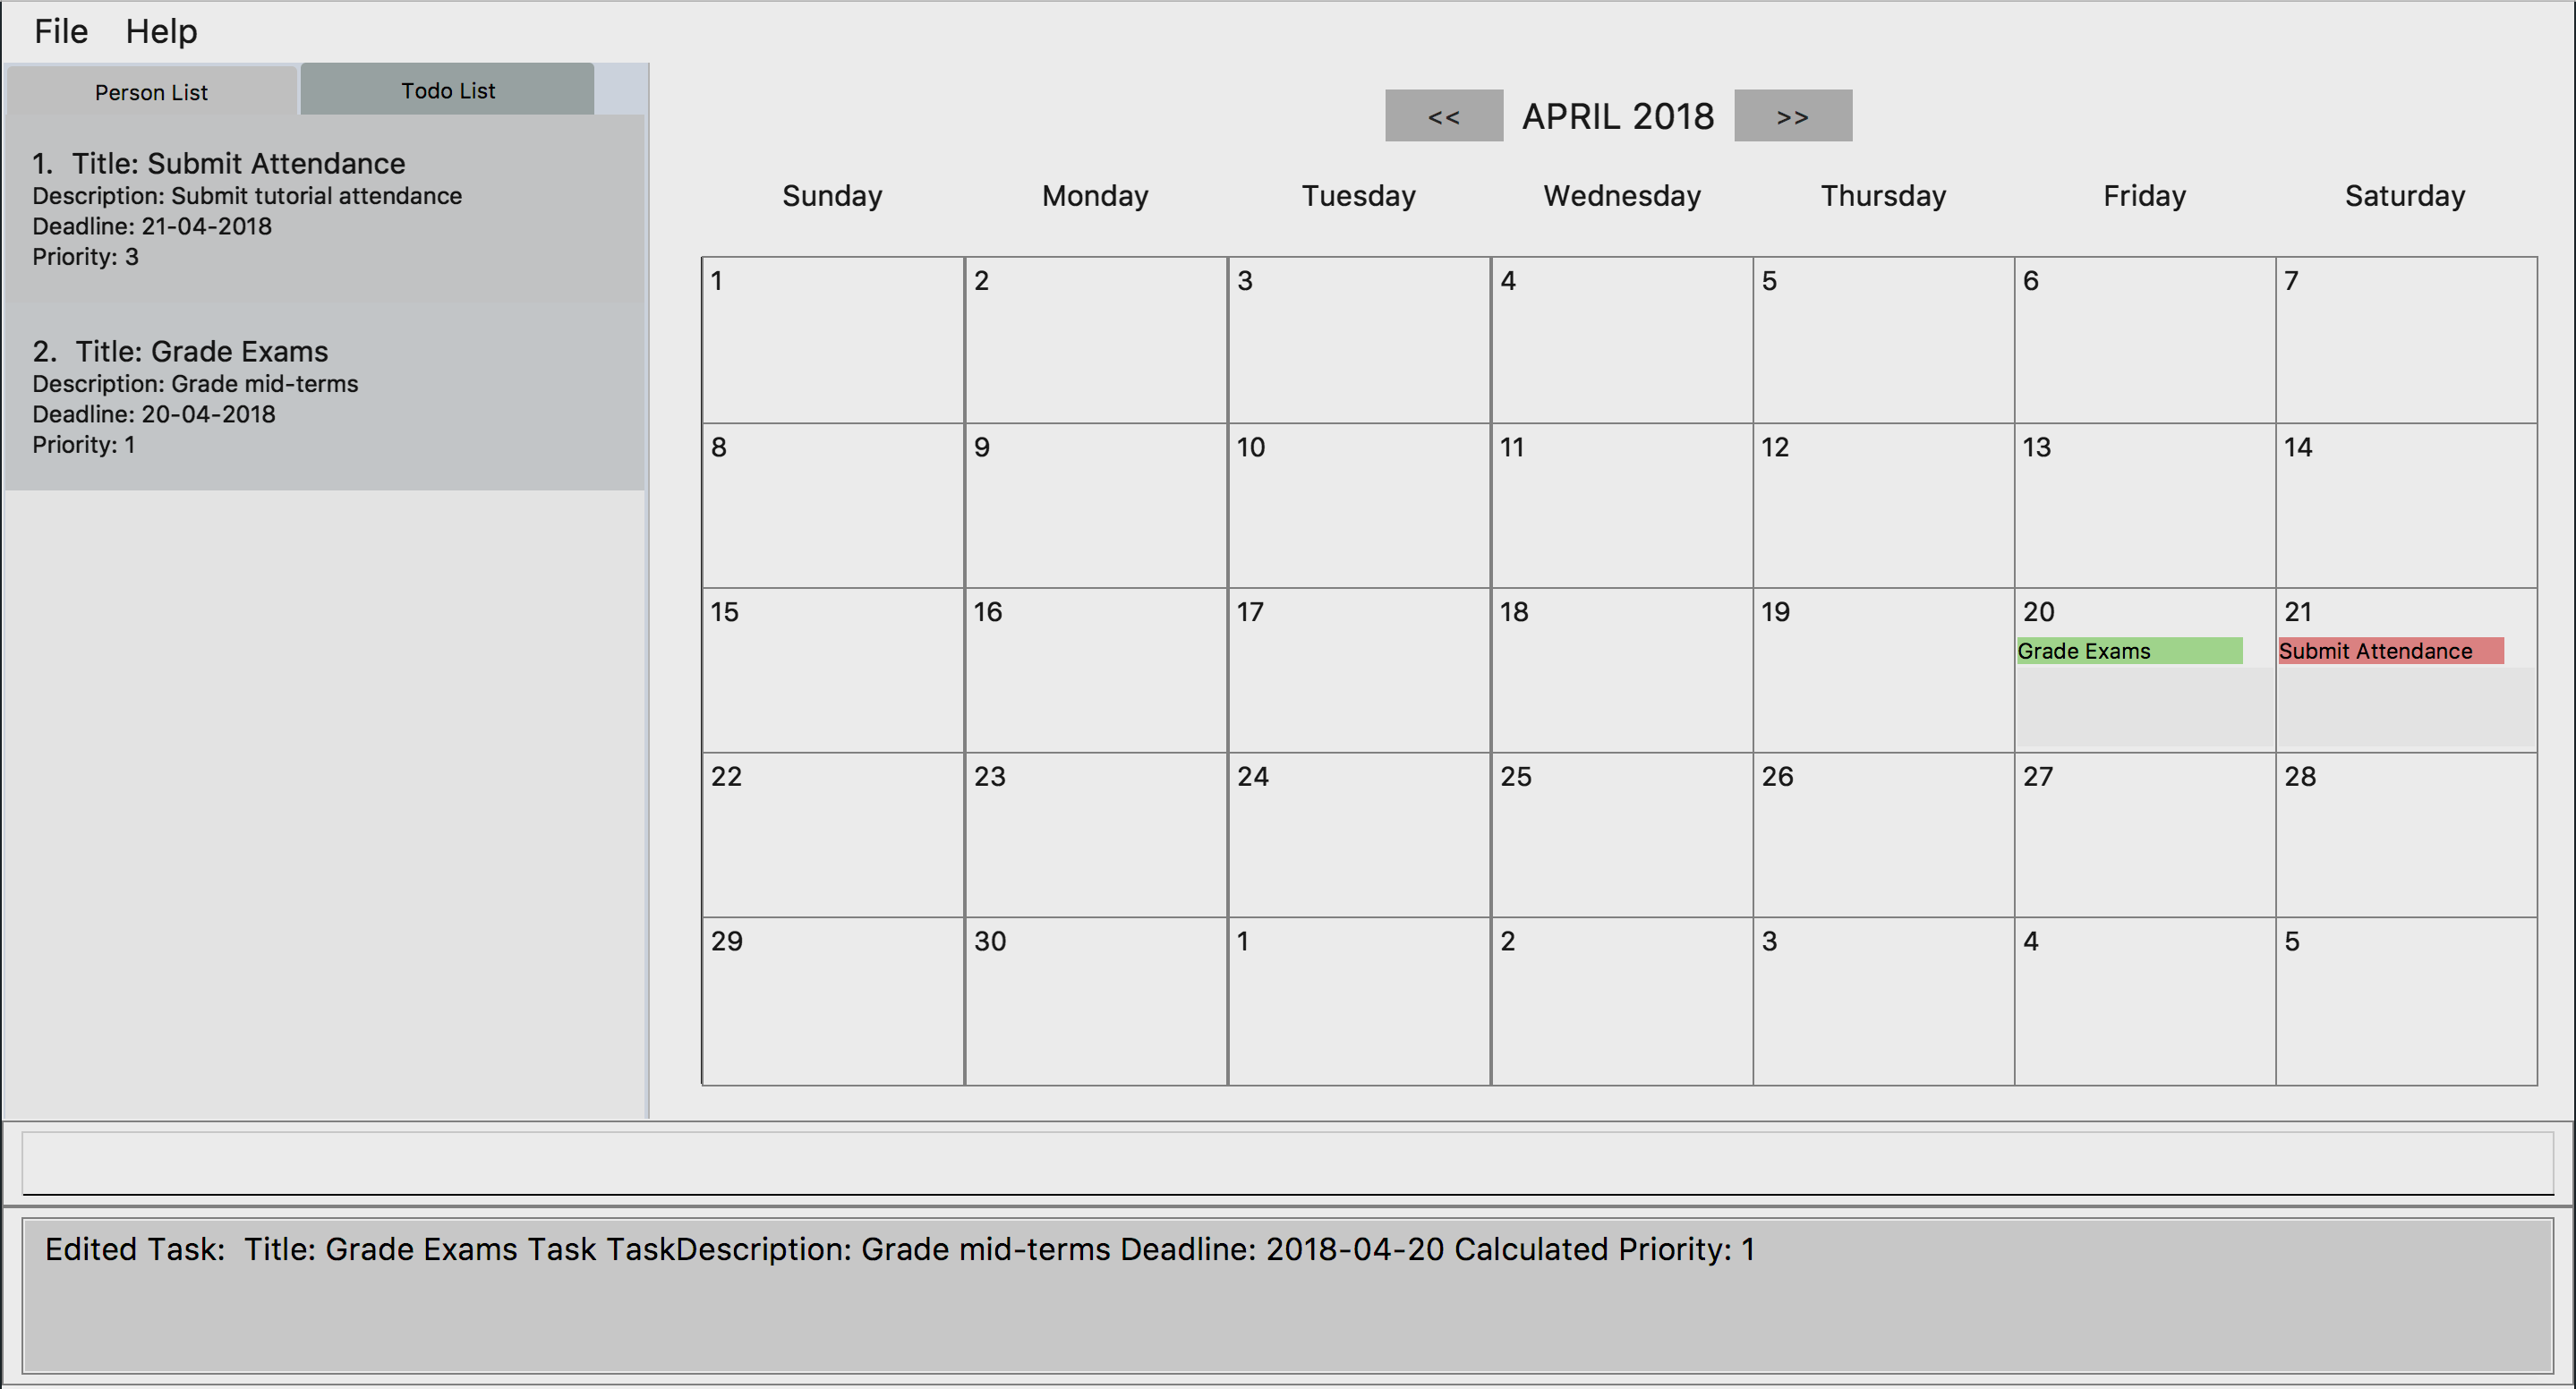 File Help
Person List Todo List
1. Title: Submit Attendance
Description: Submit tutorial attendance
Deadline: 21-04-2018
Priority: 3
2. Title: Grade Exams
Description: Grade mid-terms
Deadline: 20-04-2018
Priority: 1
<< APRIL 2018 >>
Sunday Monday Tuesday Wednesday Thursday Friday Saturday
1 2 3 4 5 6 7
8 9 10 11 12 13 14
15 16 17 18 19 20 21
Grade Exams Submit Attendance
22 23 24 25 26 27 28
29 30 1 2 3 4 5
Edited Task: Title: Grade Exams Task TaskDescription: Grade mid-terms Deadline: 2018-04-20 Calculated Priority: 1